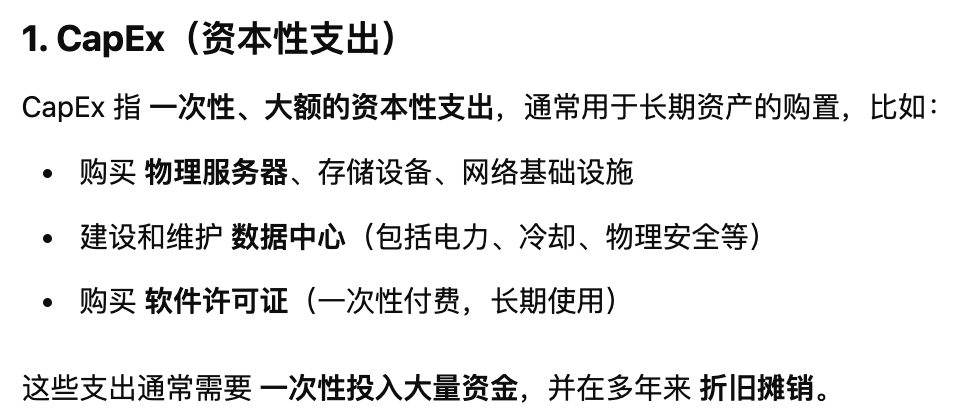 1. CapEx（资本性支出）
CapEx 指 一次性、大额的资本性支出，通常用于长期资产的购置，比如：
• 购买 物理服务器、存储设备、网络基础设施
• 建设和维护 数据中心（包括电力、冷却、物理安全等）
• 购买 软件许可证（一次性付费，长期使用）
这些支出通常需要 一次性投入大量资金，并在多年来 折旧摊销。